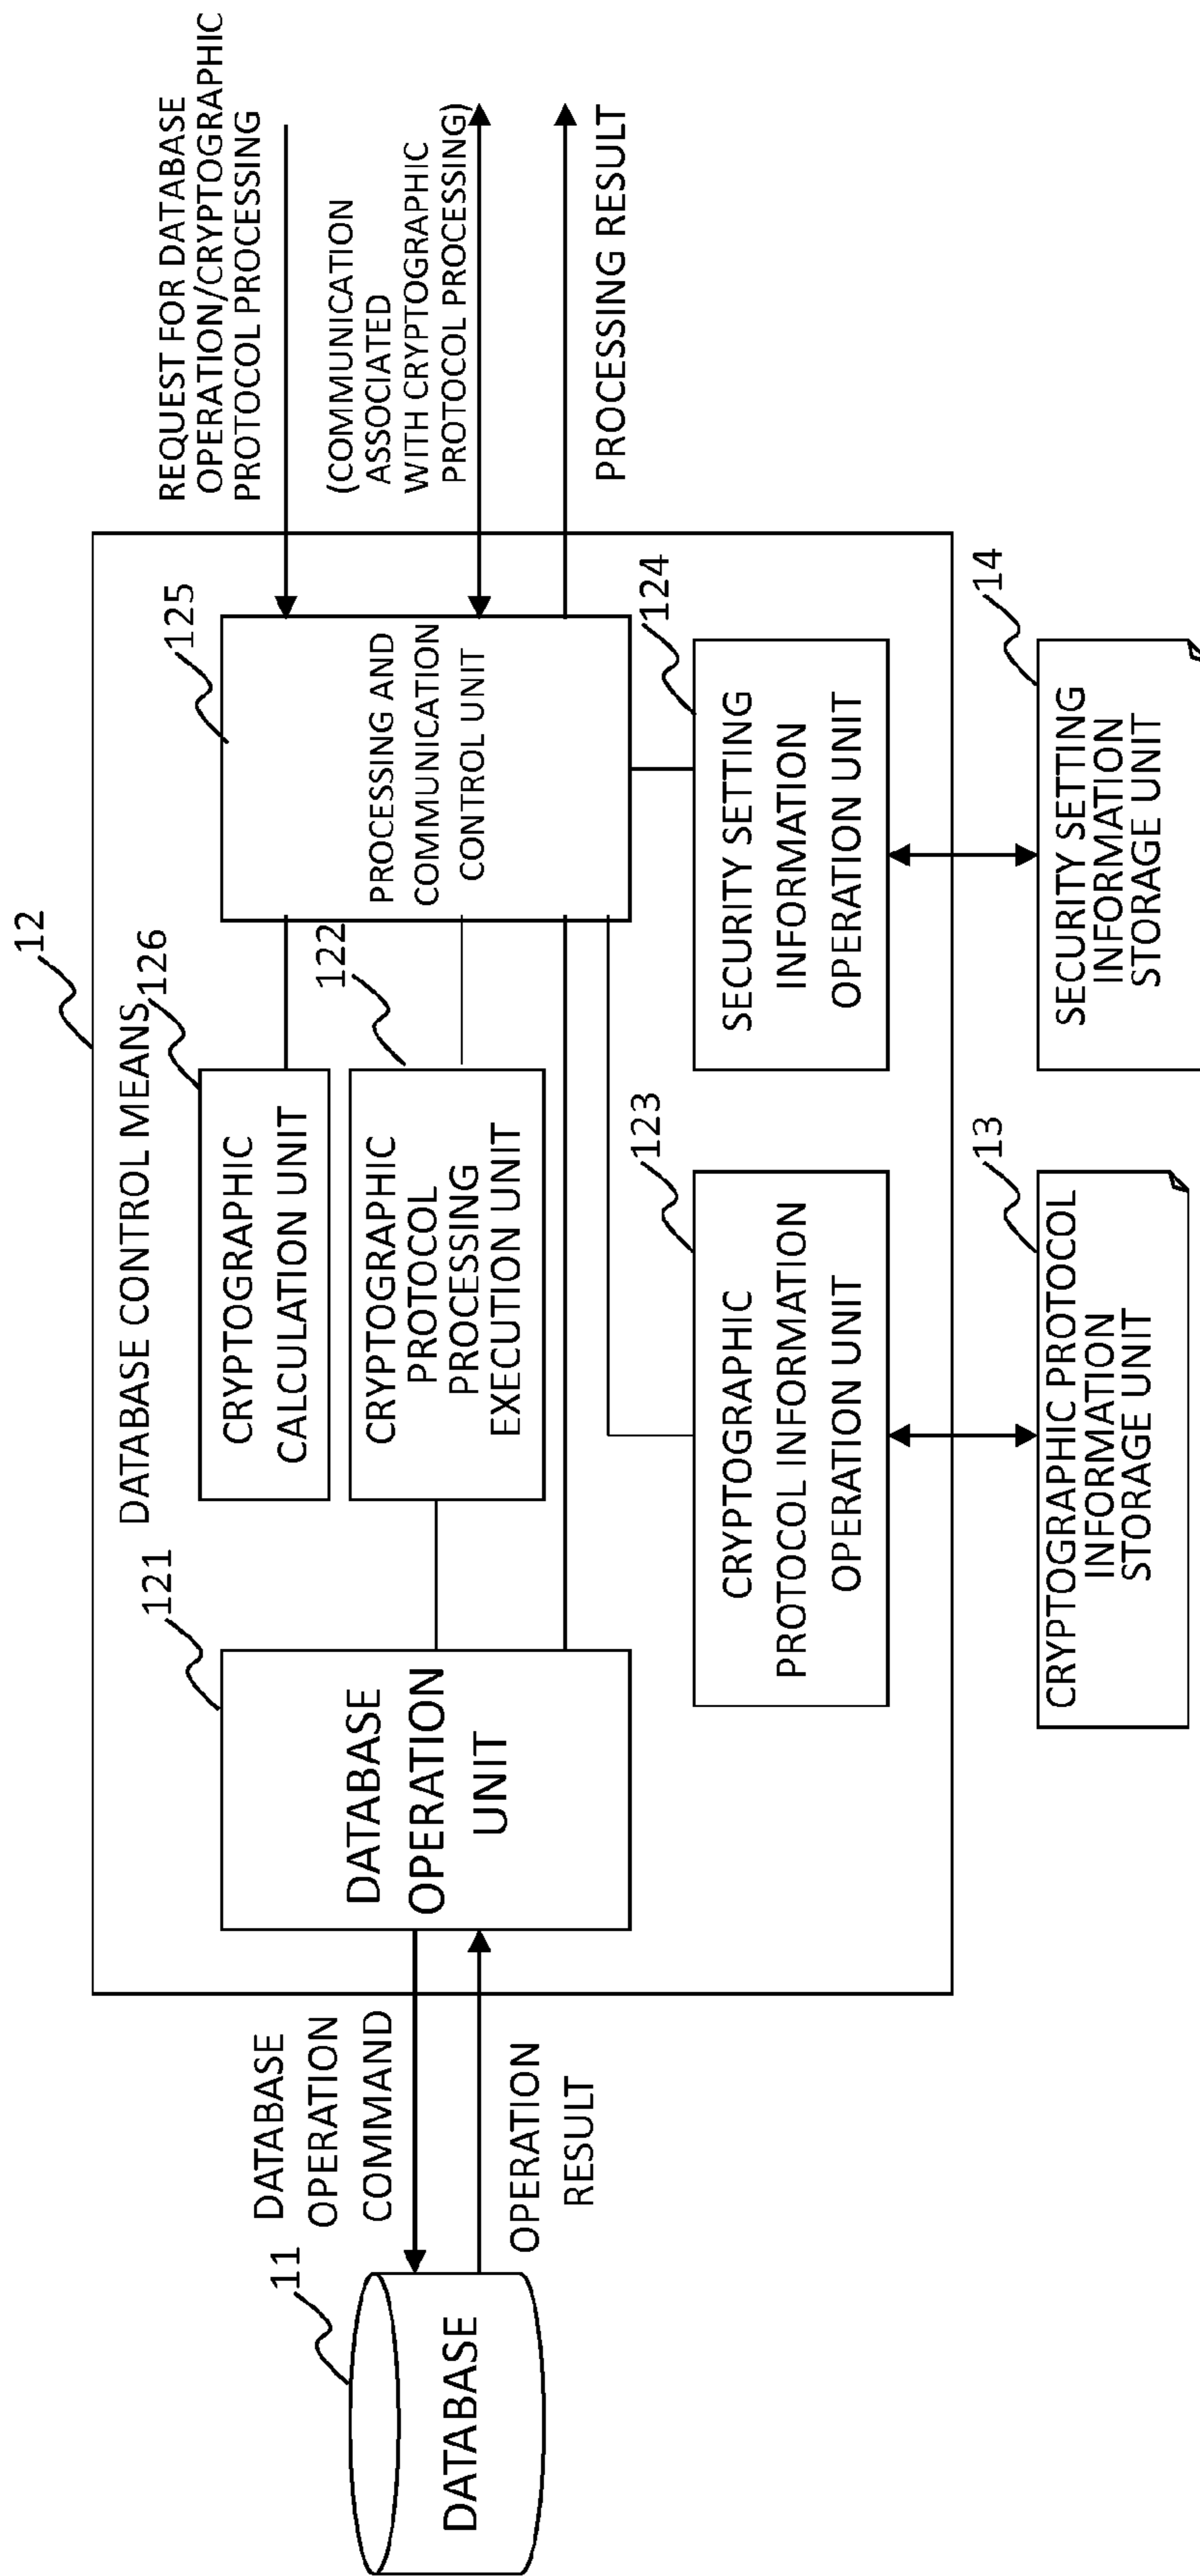 12
DATABASE CONTROL MEANS
REQUEST FOR DATABASE
OPERATION/CRYPTOGRAPHIC
PROTOCOL PROCESSING
(COMMUNICATION
ASSOCIATED
WITH CRYPTOGRAPHIC
PROTOCOL PROCESSING)
PROCESSING RESULT
11
DATABASE
DATABASE
OPERATION
COMMAND
OPERATION
RESULT
121
DATABASE
OPERATION
UNIT
126
CRYPTOGRAPHIC
CALCULATION UNIT
122
CRYPTOGRAPHIC
PROTOCOL
PROCESSING
EXECUTION UNIT
125
PROCESSING AND
COMMUNICATION
CONTROL UNIT
123
CRYPTOGRAPHIC
PROTOCOL INFORMATION
OPERATION UNIT
124
SECURITY SETTING
INFORMATION
OPERATION UNIT
13
CRYPTOGRAPHIC PROTOCOL
INFORMATION
STORAGE UNIT
14
SECURITY SETTING
INFORMATION
STORAGE UNIT